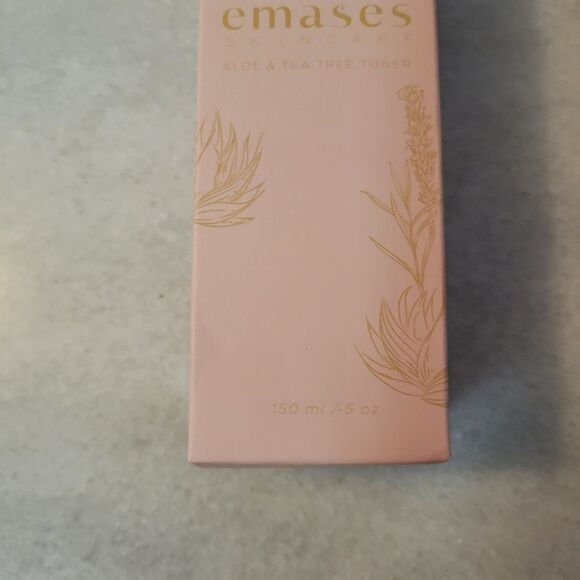 emases
SKINCARE
ALOE & TEA TREE TONER
150 ml / 5 oz